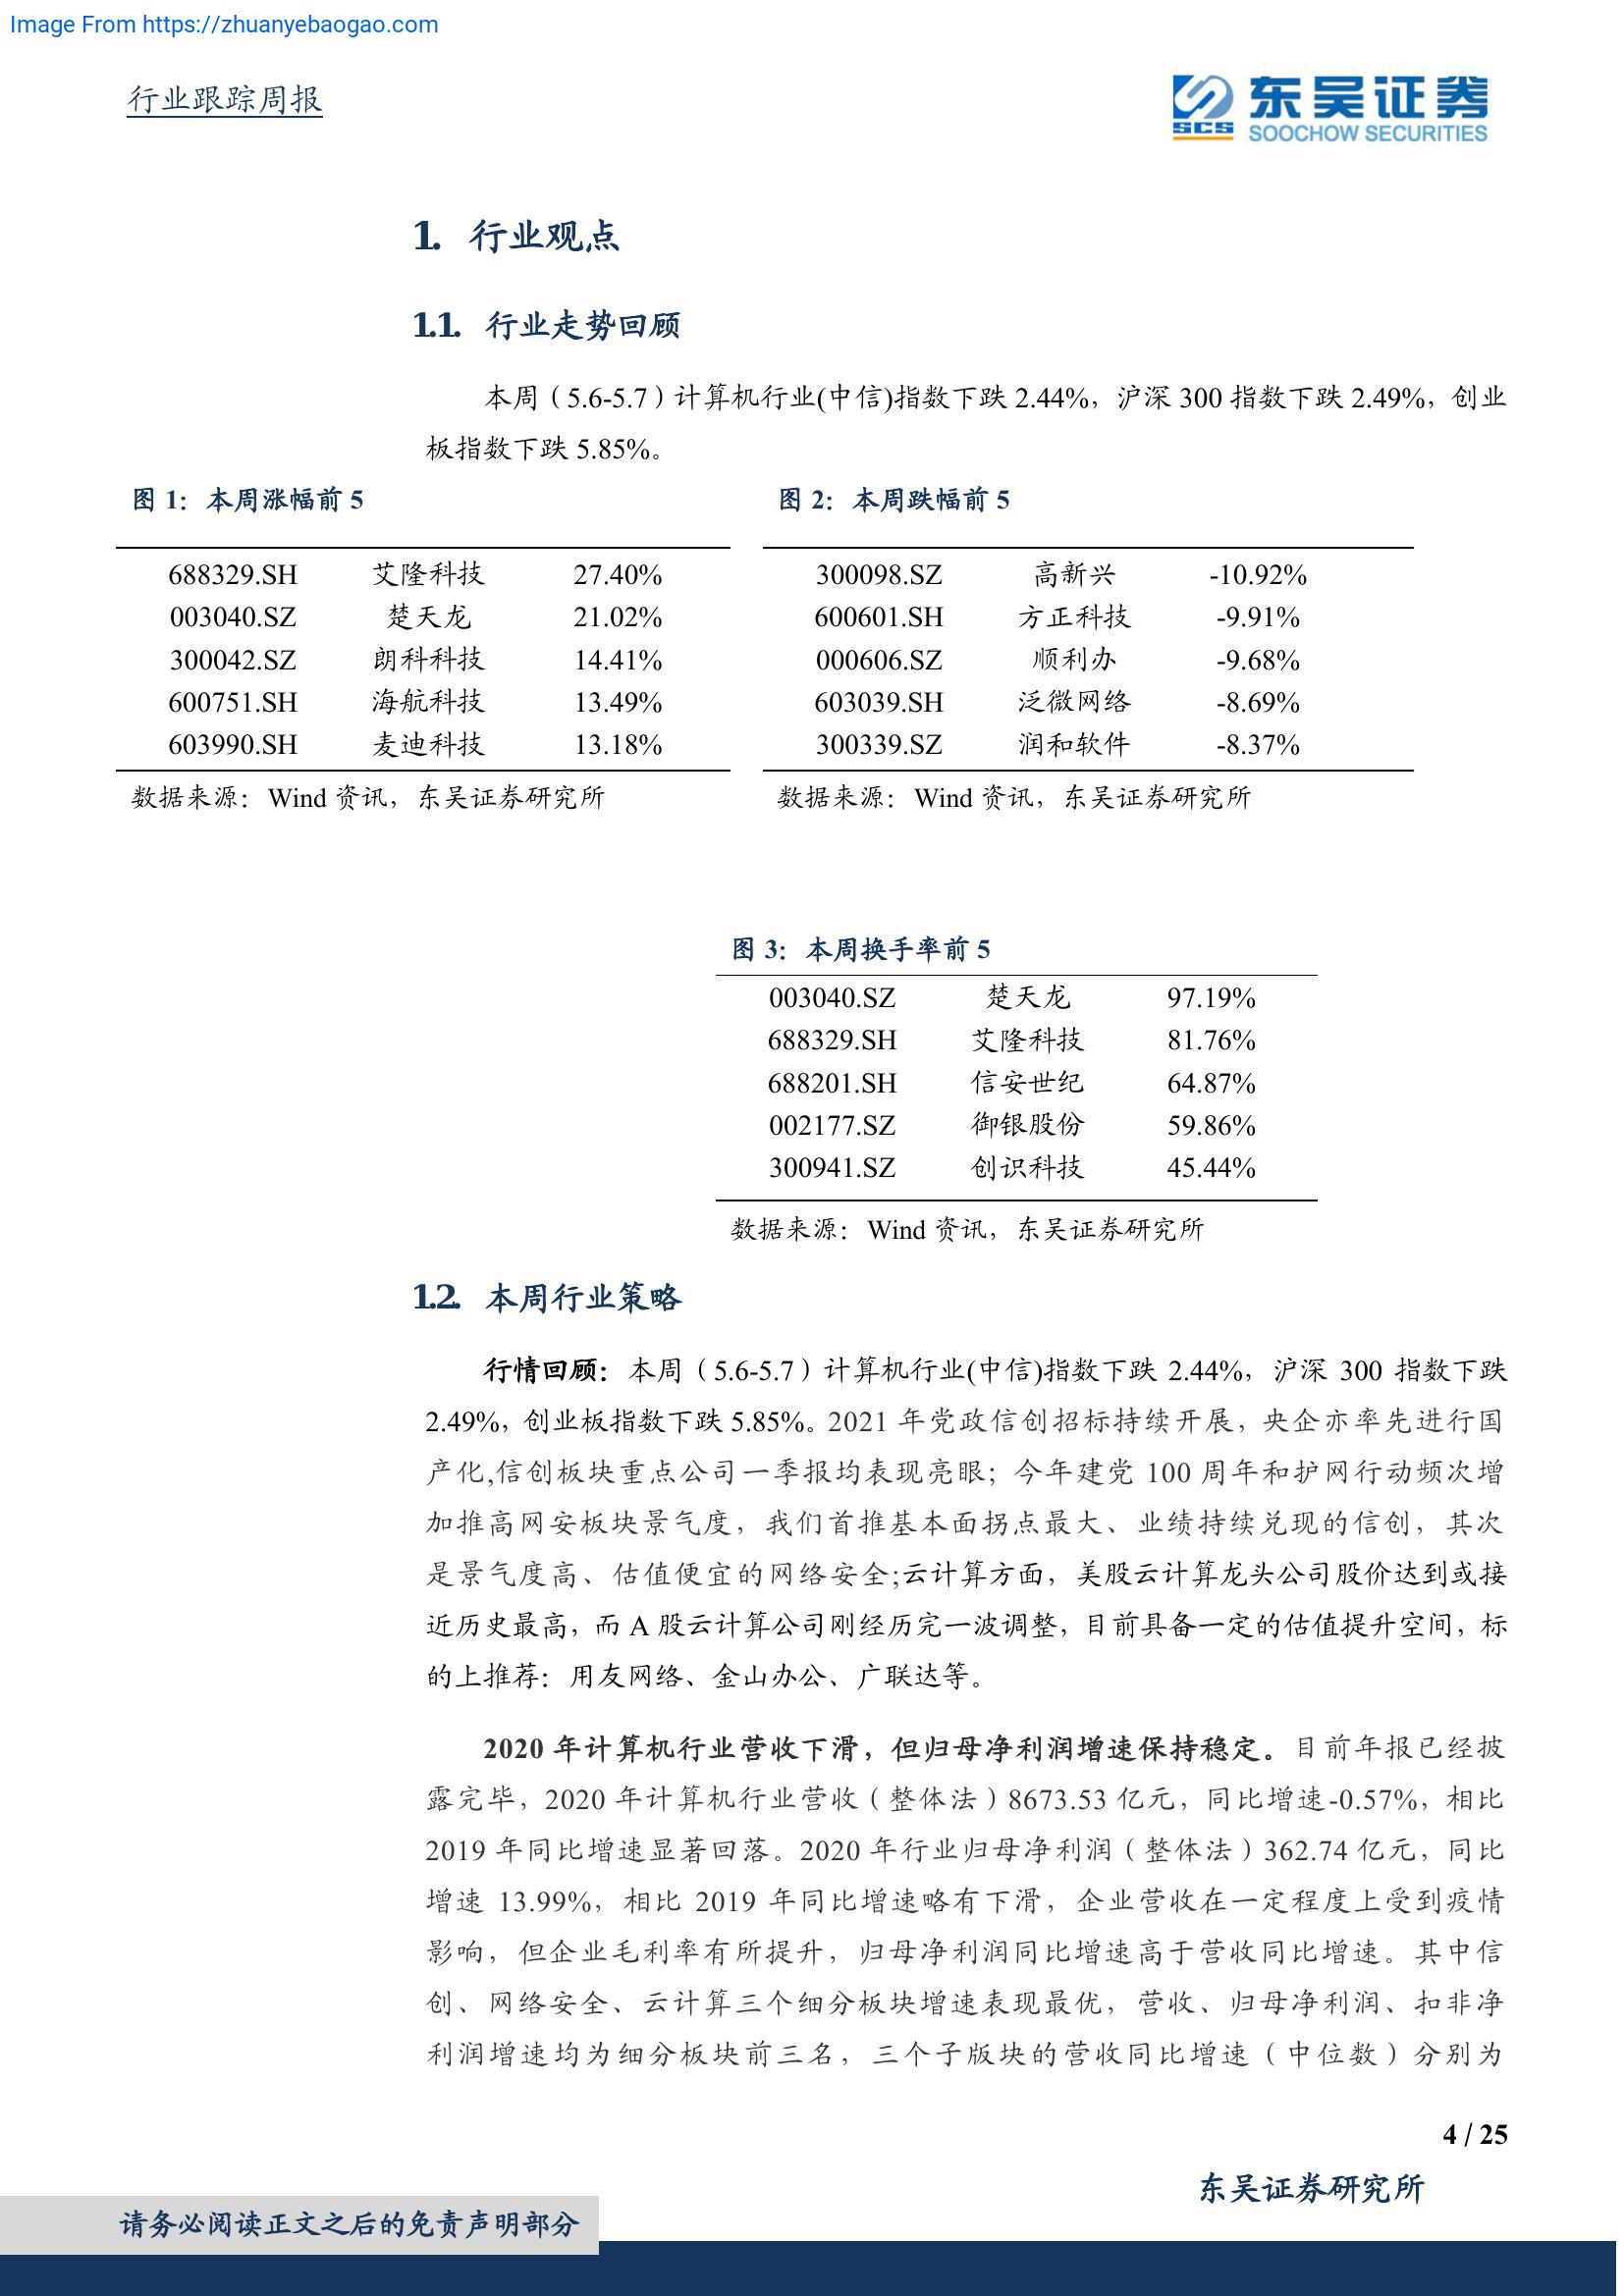 Image From https://zhuanyebaogao.com
行业跟踪周报
SCS 东吴证券
SOOCHOW SECURITIES
1. 行业观点
1.1. 行业走势回顾
本周（5.6-5.7）计算机行业(中信)指数下跌 2.44%，沪深 300 指数下跌 2.49%，创业
板指数下跌 5.85%。
图 1：本周涨幅前 5
688329.SH 艾隆科技 27.40%
003040.SZ 楚天龙 21.02%
300042.SZ 朗科科技 14.41%
600751.SH 海航科技 13.49%
603990.SH 麦迪科技 13.18%
数据来源：Wind 资讯，东吴证券研究所
图 2：本周跌幅前 5
300098.SZ 高新兴 -10.92%
600601.SH 方正科技 -9.91%
000606.SZ 顺利办 -9.68%
603039.SH 泛微网络 -8.69%
300339.SZ 润和软件 -8.37%
数据来源：Wind 资讯，东吴证券研究所
图 3：本周换手率前 5
003040.SZ 楚天龙 97.19%
688329.SH 艾隆科技 81.76%
688201.SH 信安世纪 64.87%
002177.SZ 御银股份 59.86%
300941.SZ 创识科技 45.44%
数据来源：Wind 资讯，东吴证券研究所
1.2. 本周行业策略
行情回顾：本周（5.6-5.7）计算机行业(中信)指数下跌 2.44%，沪深 300 指数下跌
2.49%，创业板指数下跌 5.85%。2021 年党政信创招标持续开展，央企亦率先进行国
产化,信创板块重点公司一季报均表现亮眼；今年建党 100 周年和护网行动频次增
加推高网安板块景气度，我们首推基本面拐点最大、业绩持续兑现的信创，其次
是景气度高、估值便宜的网络安全;云计算方面，美股云计算龙头公司股价达到或接
近历史最高，而 A 股云计算公司刚经历完一波调整，目前具备一定的估值提升空间，标
的上推荐：用友网络、金山办公、广联达等。
2020 年计算机行业营收下滑，但归母净利润增速保持稳定。目前年报已经披
露完毕，2020 年计算机行业营收（整体法）8673.53 亿元，同比增速-0.57%，相比
2019 年同比增速显著回落。2020 年行业归母净利润（整体法）362.74 亿元，同比
增速 13.99%，相比 2019 年同比增速略有下滑，企业营收在一定程度上受到疫情
影响，但企业毛利率有所提升，归母净利润同比增速高于营收同比增速。其中信
创、网络安全、云计算三个细分板块增速表现最优，营收、归母净利润、扣非净
利润增速均为细分板块前三名，三个子版块的营收同比增速（中位数）分别为
4 / 25
东吴证券研究所
请务必阅读正文之后的免责声明部分